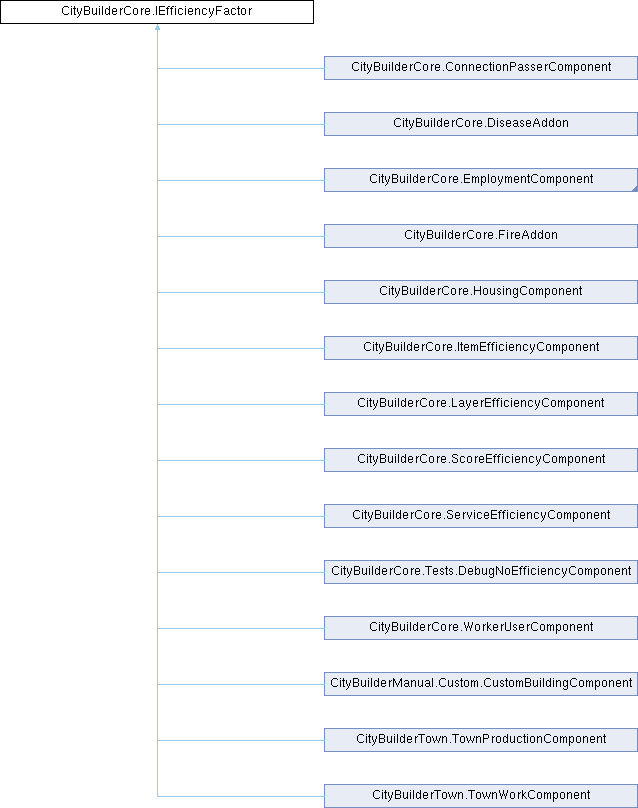 CityBuilderCore.IEfficiencyFactor
CityBuilderCore.ConnectionPasserComponent
CityBuilderCore.DiseaseAddon
CityBuilderCore.EmploymentComponent
CityBuilderCore.FireAddon
CityBuilderCore.HousingComponent
CityBuilderCore.ItemEfficiencyComponent
CityBuilderCore.LayerEfficiencyComponent
CityBuilderCore.ScoreEfficiencyComponent
CityBuilderCore.ServiceEfficiencyComponent
CityBuilderCore.Tests.DebugNoEfficiencyComponent
CityBuilderCore.WorkerUserComponent
CityBuilderManual.Custom.CustomBuildingComponent
CityBuilderTown.TownProductionComponent
CityBuilderTown.TownWorkComponent